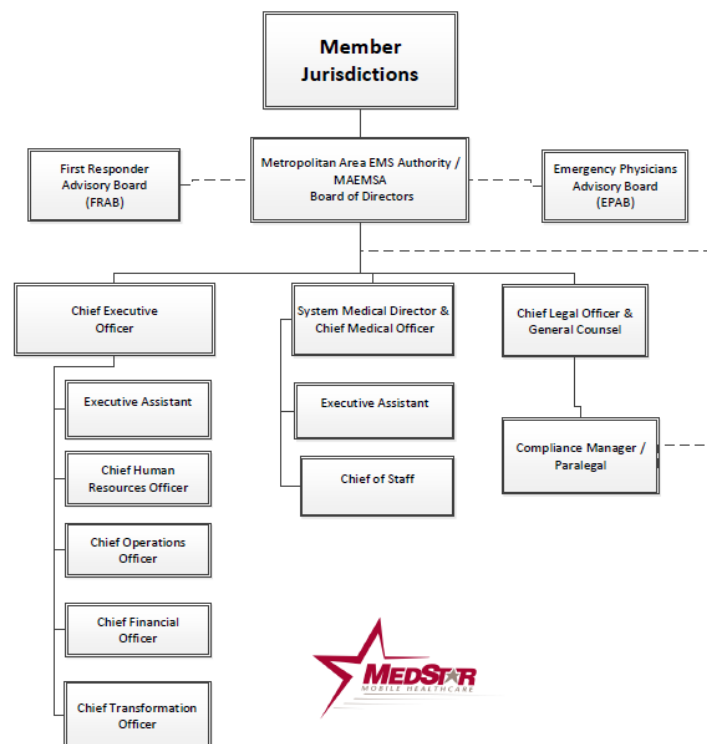 Member
Jurisdictions
First Responder
Advisory Board
(FRAB)
Metropolitan Area EMS Authority /
MAEMSA
Board of Directors
Emergency Physicians
Advisory Board
(EPAB)
Chief Executive
Officer
System Medical Director &
Chief Medical Officer
Chief Legal Officer &
General Counsel
Executive Assistant
Chief Human
Resources Officer
Chief Operations
Officer
Chief Financial
Officer
Chief Transformation
Officer
Executive Assistant
Chief of Staff
Compliance Manager /
Paralegal
MEDSTAR
MOBILE HEALTHCARE